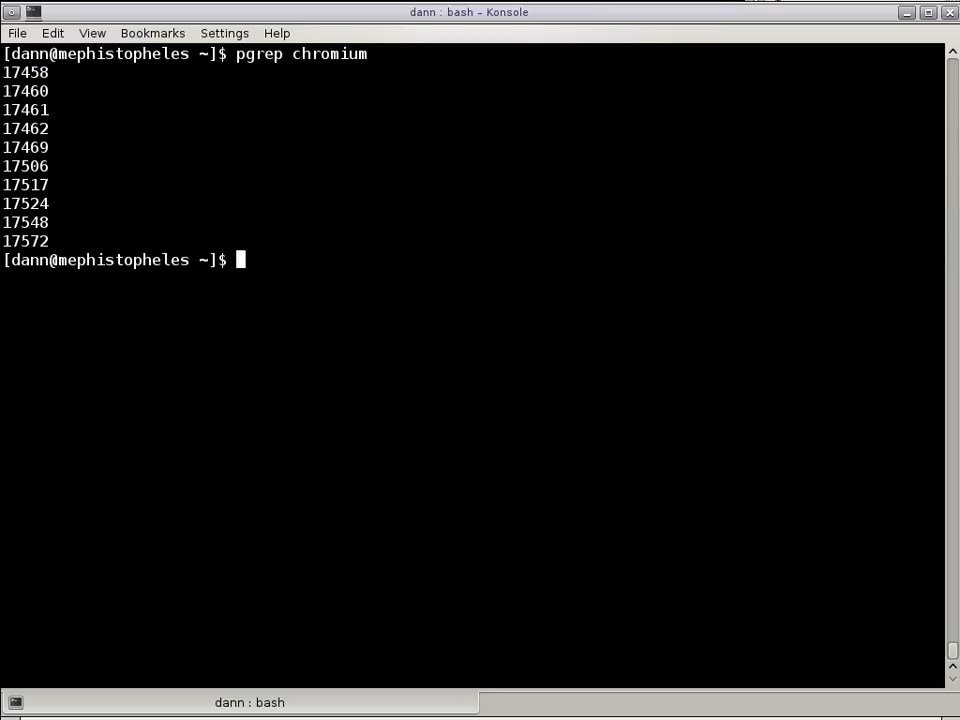 dann : bash – Konsole
File Edit View Bookmarks Settings Help
[dann@mephistopheles ~]$ pgrep chromium
17458
17460
17461
17462
17469
17506
17517
17524
17548
17572
[dann@mephistopheles ~]$
dann : bash